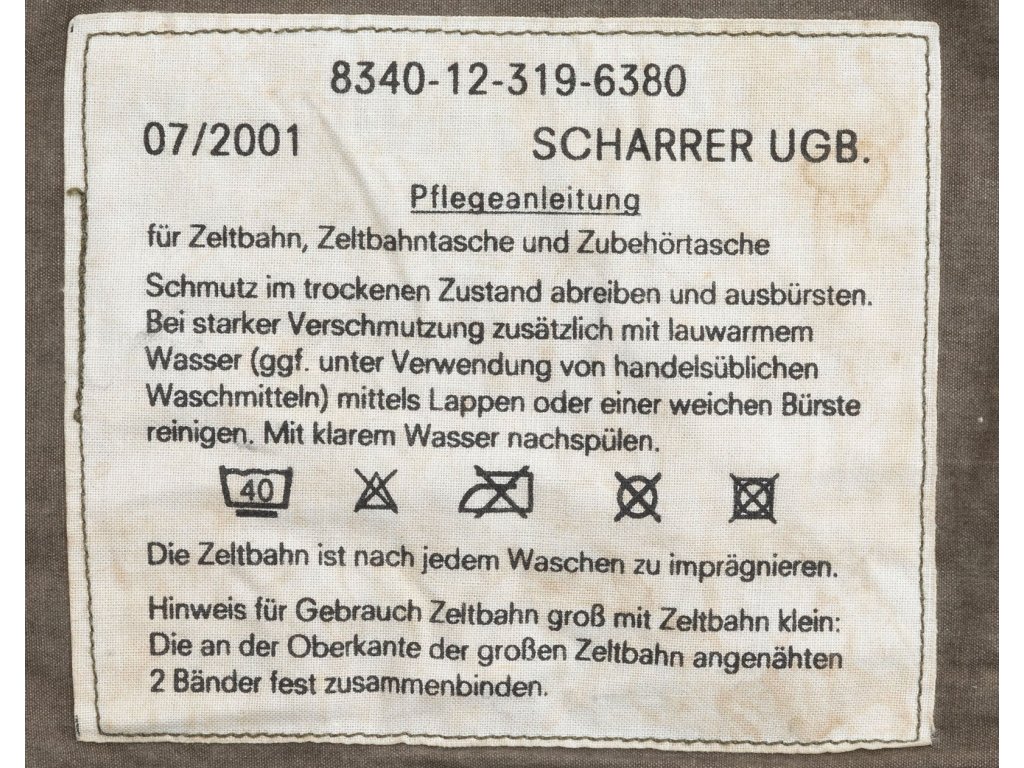 8340-12-319-6380
07/2001 SCHARRER UGB.
Pflegeanleitung
für Zeltbahn, Zeltbahntasche und Zubehörtasche
Schmutz im trockenen Zustand abreiben und ausbürsten.
Bei starker Verschmutzung zusätzlich mit lauwarmem
Wasser (ggf. unter Verwendung von handelsüblichen
Waschmitteln) mittels Lappen oder einer weichen Bürste
reinigen. Mit klarem Wasser nachspülen.
40
Die Zeltbahn ist nach jedem Waschen zu imprägnieren.
Hinweis für Gebrauch Zeltbahn groß mit Zeltbahn klein:
Die an der Oberkante der großen Zeltbahn angenähten
2 Bänder fest zusammenbinden.